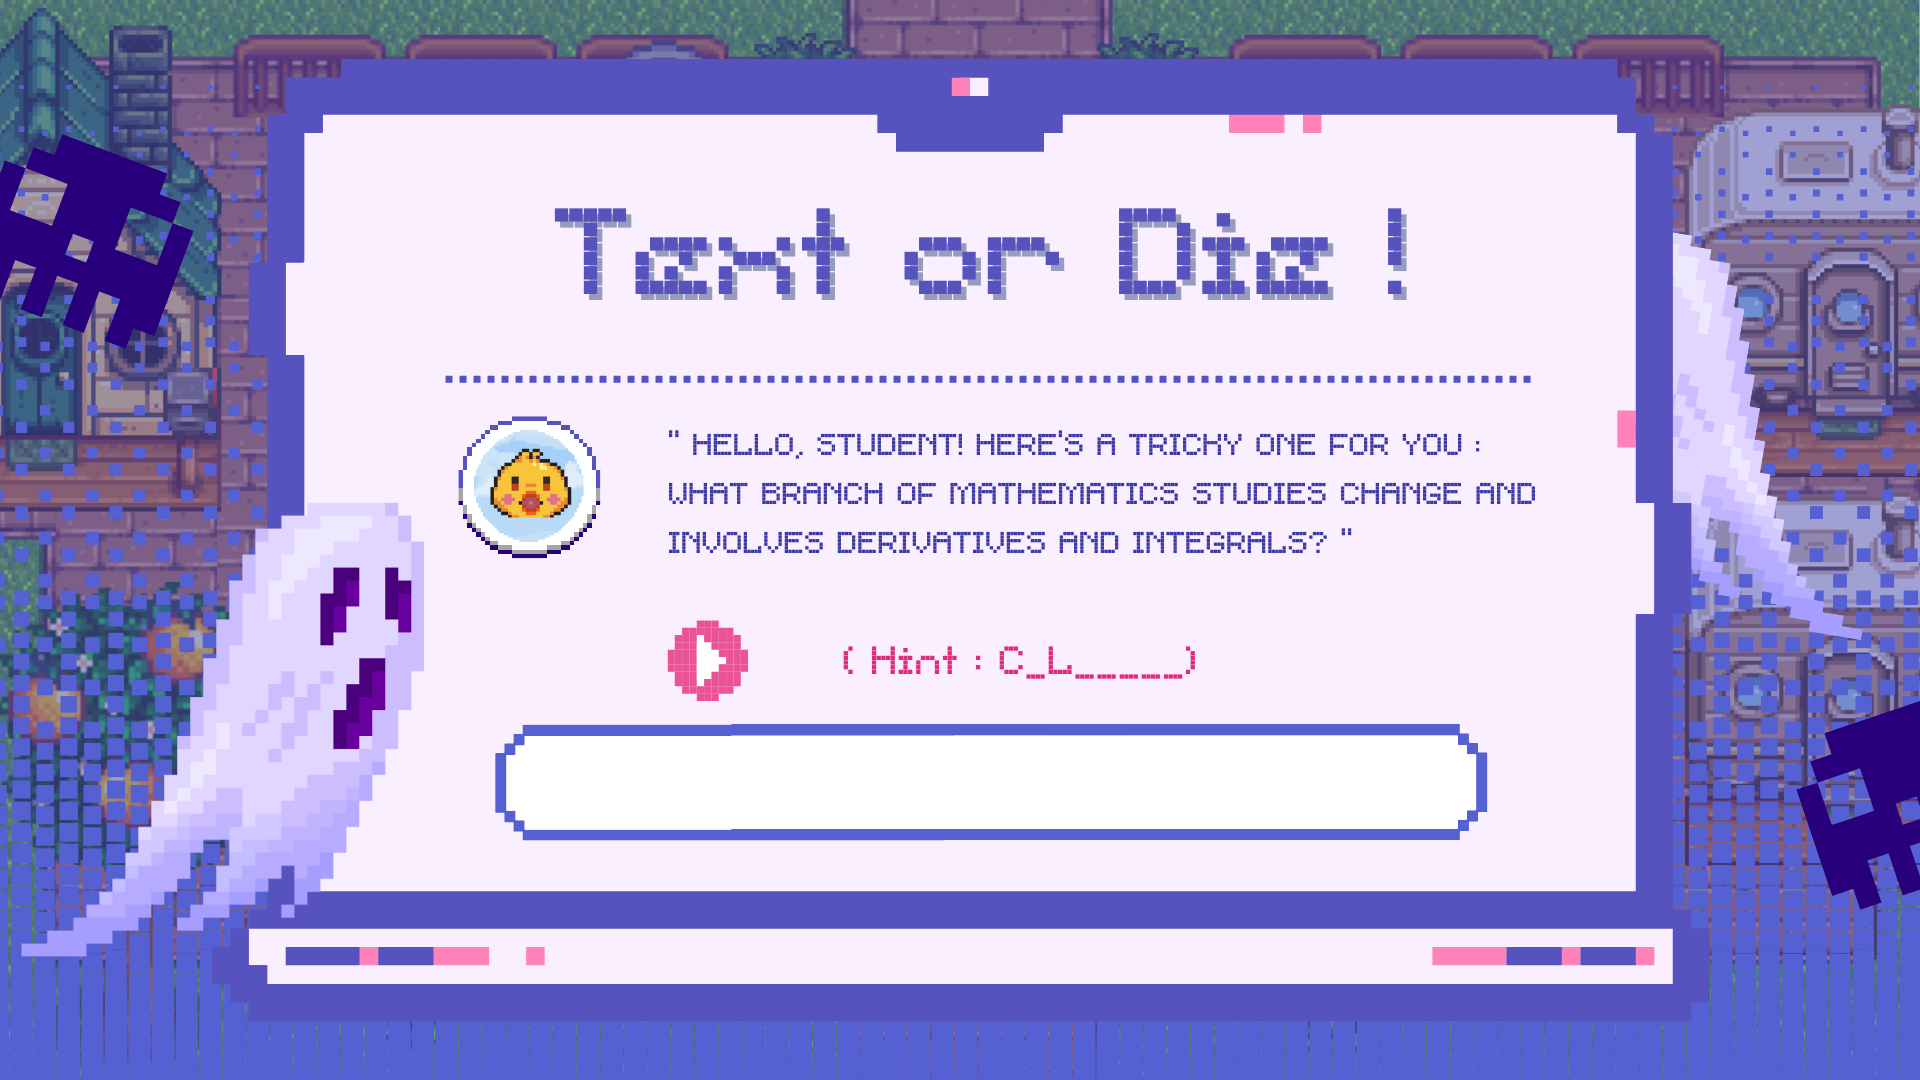 Text or Die !
" HELLO, STUDENT! HERE'S A TRICKY ONE FOR YOU :
WHAT BRANCH OF MATHEMATICS STUDIES CHANGE AND
INVOLVES DERIVATIVES AND INTEGRALS? "
( Hint : C_L_____)